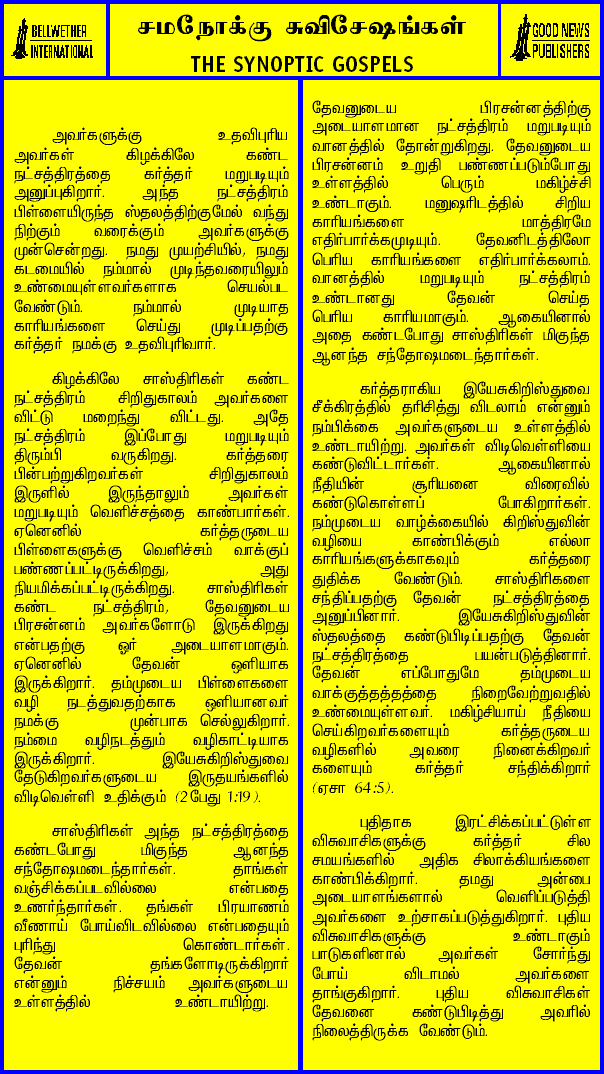 BELLWETHER
INTERNATIONAL
சமநோக்கு சுவிசேஷங்கள்
THE SYNOPTIC GOSPELS
GOOD NEWS
PUBLISHERS
அவர்களுக்கு உதவிபுரிய
அவர்கள் கிழக்கிலே கண்ட
நட்சத்திரத்தை கர்த்தர் மறுபடியும்
அனுப்புகிறார். அந்த நட்சத்திரம்
பிள்ளையிருந்த ஸ்தலத்திற்குமேல் வந்து
நிற்கும் வரைக்கும் அவர்களுக்கு
முன்சென்றது. நமது முயற்சியில், நமது
கடமையில் நம்மால் முடிந்தவரையிலும்
உண்மையுள்ளவர்களாக செயல்பட
வேண்டும். நம்மால் முடியாத
காரியங்களை செய்து முடிப்பதற்கு
கர்த்தர் நமக்கு உதவிபுரிவார்.
கிழக்கிலே சாஸ்திரிகள் கண்ட
நட்சத்திரம் சிறிதுகாலம் அவர்களை
விட்டு மறைந்து விட்டது. அதே
நட்சத்திரம் இப்போது மறுபடியும்
திரும்பி வருகிறது. கர்த்தரை
பின்பற்றுகிறவர்கள் சிறிதுகாலம்
இருளில் இருந்தாலும் அவர்கள்
மறுபடியும் வெளிச்சத்தை காண்பார்கள்.
ஏனெனில் கர்த்தருடைய
பிள்ளைகளுக்கு வெளிச்சம் வாக்குப்
பண்ணப்பட்டிருக்கிறது, அது
நியமிக்கப்பட்டிருக்கிறது. சாஸ்திரிகள்
கண்ட நட்சத்திரம், தேவனுடைய
பிரசன்னம் அவர்களோடு இருக்கிறது
என்பதற்கு ஓர் அடையாளமாகும்.
ஏனெனில் தேவன் ஒளியாக
இருக்கிறார். தம்முடைய பிள்ளைகளை
வழி நடத்துவதற்காக ஒளியானவர்
நமக்கு முன்பாக செல்லுகிறார்.
நம்மை வழிநடத்தும் வழிகாட்டியாக
இருக்கிறார். இயேசுகிறிஸ்துவை
தேடுகிறவர்களுடைய இருதயங்களில்
விடிவெள்ளி உதிக்கும் (2பேது 1:19).
சாஸ்திரிகள் அந்த நட்சத்திரத்தை
கண்டபோது மிகுந்த ஆனந்த
சந்தோஷமடைந்தார்கள். தாங்கள்
வஞ்சிக்கப்படவில்லை என்பதை
உணர்ந்தார்கள். தங்கள் பிரயாணம்
வீணாய் போய்விடவில்லை என்பதையும்
புரிந்து கொண்டார்கள்.
தேவன் தங்களோடிருக்கிறார்
என்னும் நிச்சயம் அவர்களுடைய
உள்ளத்தில் உண்டாயிற்று.
தேவனுடைய பிரசன்னத்திற்கு
அடையாளமான நட்சத்திரம் மறுபடியும்
வானத்தில் தோன்றுகிறது. தேவனுடைய
பிரசன்னம் உறுதி பண்ணப்படும்போது
உள்ளத்தில் பெரும் மகிழ்ச்சி
உண்டாகும். மனுஷரிடத்தில் சிறிய
காரியங்களை மாத்திரமே
எதிர்பார்க்கமுடியும். தேவனிடத்திலோ
பெரிய காரியங்களை எதிர்பார்க்கலாம்.
வானத்தில் மறுபடியும் நட்சத்திரம்
உண்டானது தேவன் செய்த
பெரிய காரியமாகும். ஆகையினால்
அதை கண்டபோது சாஸ்திரிகள் மிகுந்த
ஆனந்த சந்தோஷமடைந்தார்கள்.
கர்த்தராகிய இயேசுகிறிஸ்துவை
சீக்கிரத்தில் தரிசித்து விடலாம் என்னும்
நம்பிக்கை அவர்களுடைய உள்ளத்தில்
உண்டாயிற்று. அவர்கள் விடிவெள்ளியை
கண்டுவிட்டார்கள். ஆகையினால்
நீதியின் சூரியனை விரைவில்
கண்டுகொள்ளப் போகிறார்கள்.
நம்முடைய வாழ்க்கையில் கிறிஸ்துவின்
வழியை காண்பிக்கும் எல்லா
காரியங்களுக்காகவும் கர்த்தரை
துதிக்க வேண்டும். சாஸ்திரிகளை
சந்திப்பதற்கு தேவன் நட்சத்திரத்தை
அனுப்பினார். இயேசுகிறிஸ்துவின்
ஸ்தலத்தை கண்டுபிடிப்பதற்கு தேவன்
நட்சத்திரத்தை பயன்படுத்தினார்.
தேவன் எப்போதுமே தம்முடைய
வாக்குத்தத்தத்தை நிறைவேற்றுவதில்
உண்மையுள்ளவர். மகிழ்சியாய் நீதியை
செய்கிறவர்களையும் கர்த்தருடைய
வழிகளில் அவரை நினைக்கிறவர்
களையும் கர்த்தர் சந்திக்கிறார்
(ஏசா 64:5).
புதிதாக இரட்சிக்கப்பட்டுள்ள
விசுவாசிகளுக்கு கர்த்தர் சில
சமயங்களில் அதிக சிலாக்கியங்களை
காண்பிக்கிறார். தமது அன்பை
அடையாளங்களால் வெளிப்படுத்தி
அவர்களை உற்சாகப்படுத்துகிறார். புதிய
விசுவாசிகளுக்கு உண்டாகும்
பாடுகளினால் அவர்கள் சோர்ந்து
போய் விடாமல் அவர்களை
தாங்குகிறார். புதிய விசுவாசிகள்
தேவனை கண்டுபிடித்து அவரில்
நிலைத்திருக்க வேண்டும்.